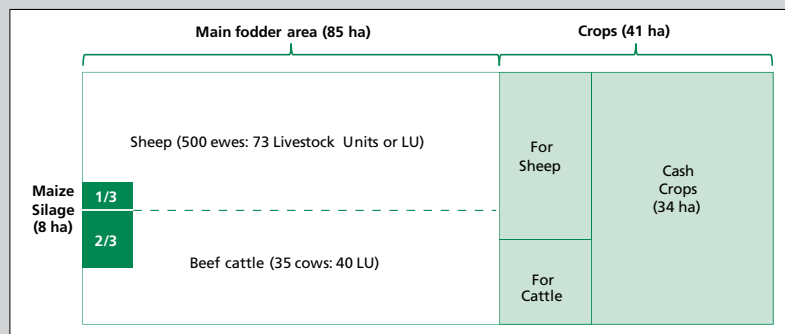 Main fodder area (85 ha)
Crops (41 ha)
Sheep (500 ewes: 73 Livestock Units or LU)
For
Sheep
Cash
Crops
(34 ha)
Maize
Silage
(8 ha)
1/3
2/3
Beef cattle (35 cows: 40 LU)
For
Cattle